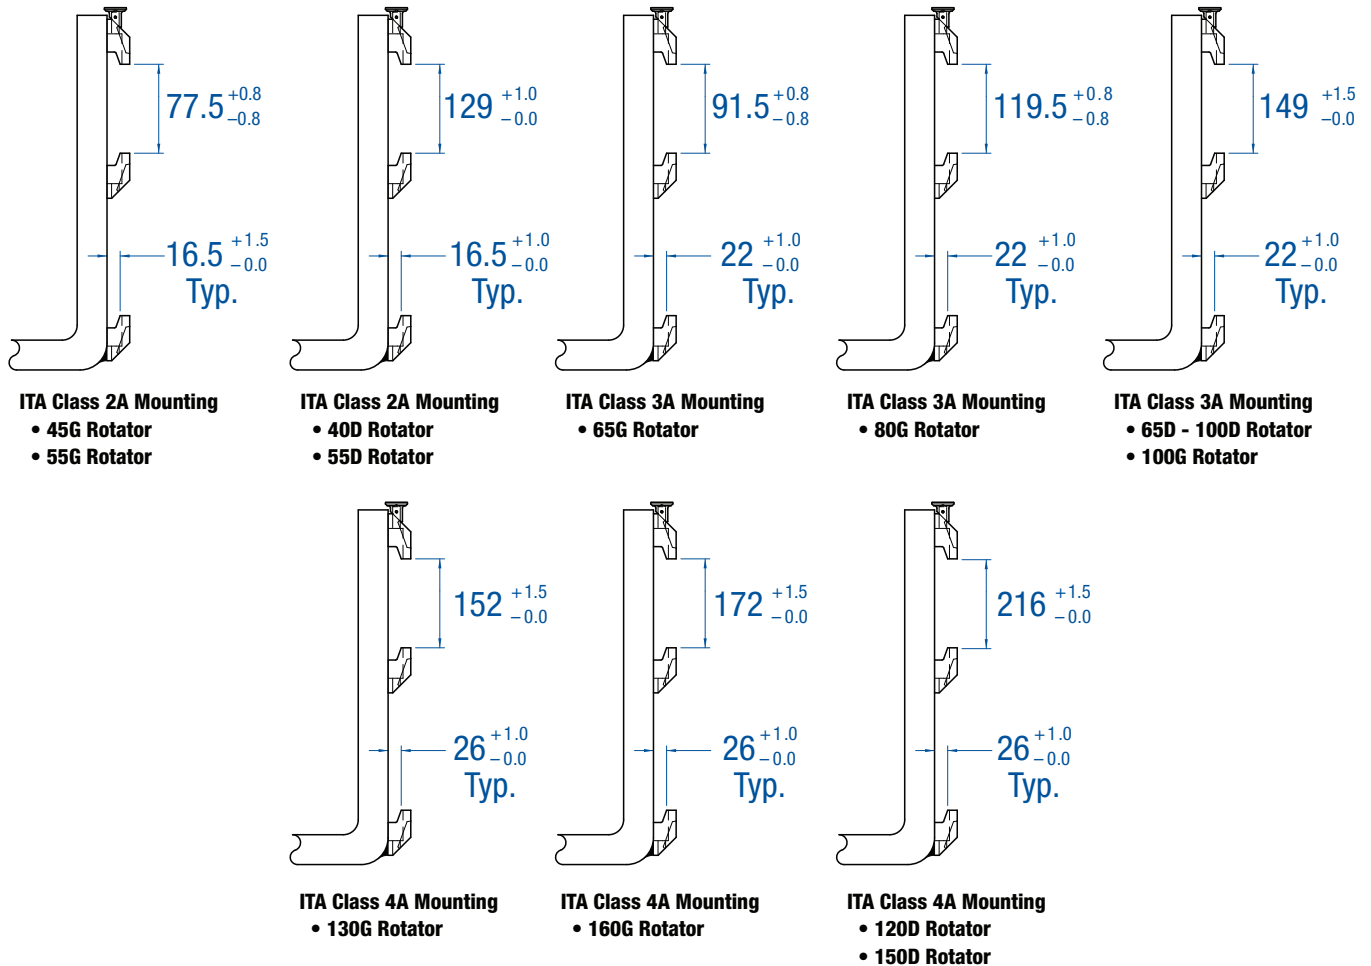 77.5 +0.8 –0.8
16.5 +1.5 –0.0
Typ.
ITA Class 2A Mounting
• 45G Rotator
• 55G Rotator
129 +1.0 –0.0
16.5 +1.0 –0.0
Typ.
ITA Class 2A Mounting
• 40D Rotator
• 55D Rotator
91.5 +0.8 –0.8
22 +1.0 –0.0
Typ.
ITA Class 3A Mounting
• 65G Rotator
119.5 +0.8 –0.8
22 +1.0 –0.0
Typ.
ITA Class 3A Mounting
• 80G Rotator
149 +1.5 –0.0
22 +1.0 –0.0
Typ.
ITA Class 3A Mounting
• 65D - 100D Rotator
• 100G Rotator
152 +1.5 –0.0
26 +1.0 –0.0
Typ.
ITA Class 4A Mounting
• 130G Rotator
172 +1.5 –0.0
26 +1.0 –0.0
Typ.
ITA Class 4A Mounting
• 160G Rotator
216 +1.5 –0.0
26 +1.0 –0.0
Typ.
ITA Class 4A Mounting
• 120D Rotator
• 150D Rotator